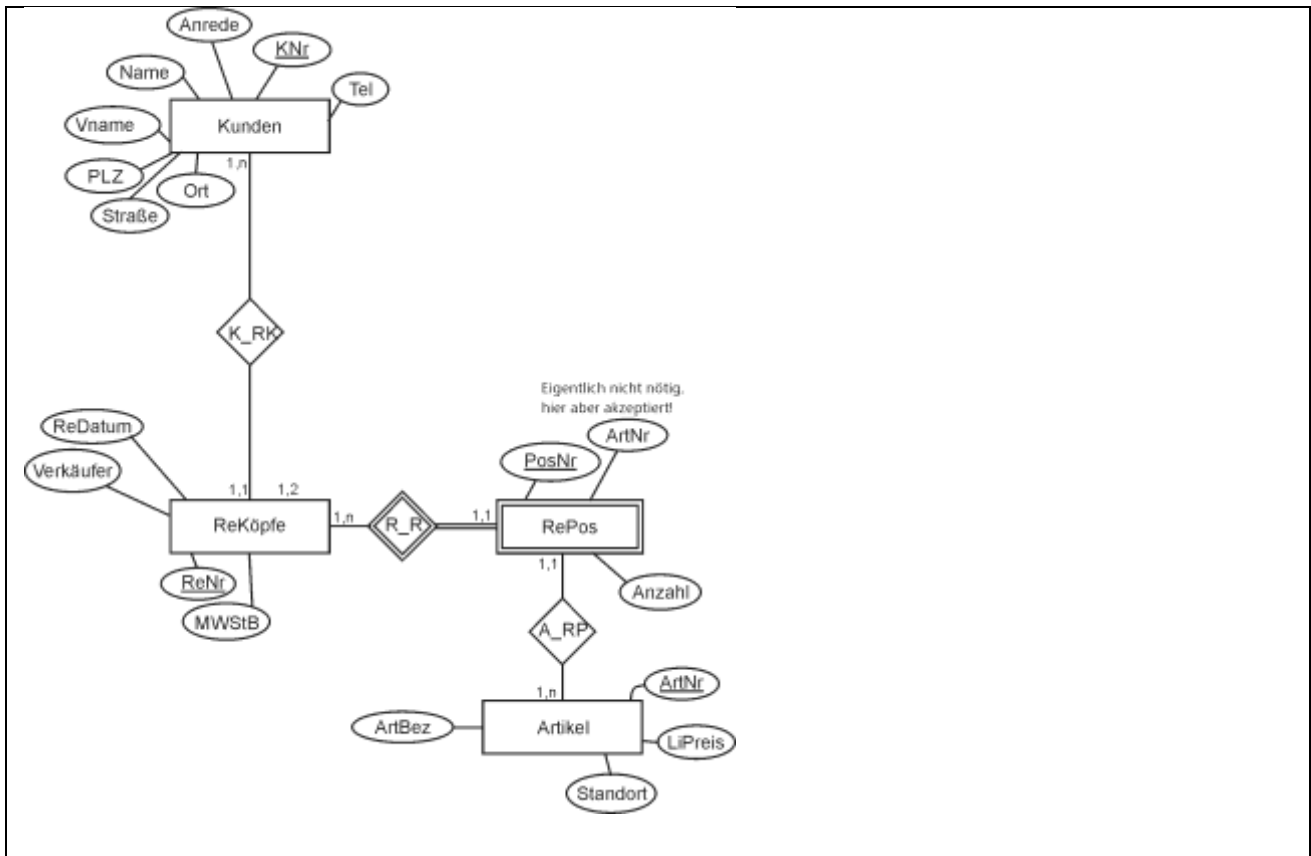 Anrede
KNr
Name
Tel
Vname
Kunden
1,n
PLZ
Ort
Straße
K_RK
Eigentlich nicht nötig,
hier aber akzeptiert!
ReDatum
ArtNr
PosNr
Verkäufer
1,1
1,2
1,n
1,1
ReKöpfe
R_R
RePos
1,1
ReNr
Anzahl
MWStB
A_RP
1,n
ArtNr
ArtBez
Artikel
LiPreis
Standort